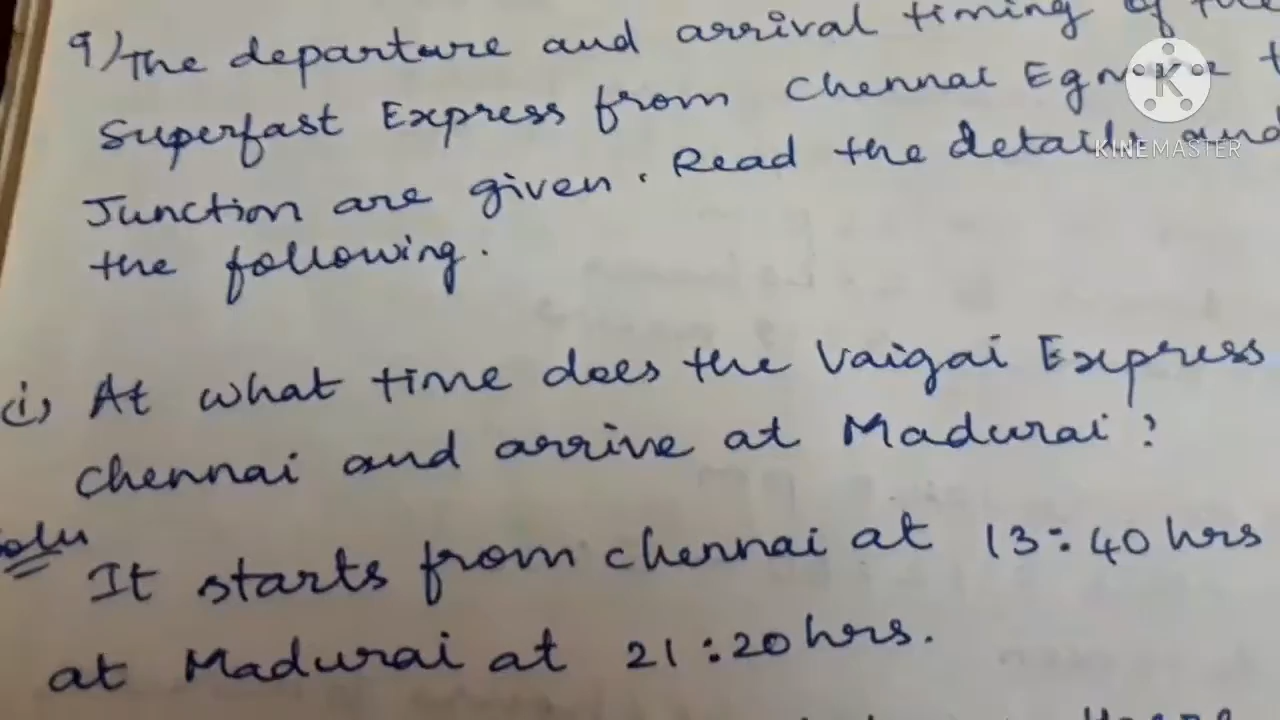 9) The departure and arrival timing of the
Superfast Express from Chennai
Junction are given. Read the details and
the following.
(i) At what time does the Vaigai Express
Chennai and arrive at Madurai?
Solu
It starts from Chennai at 13:40 hrs
at Madurai at 21:20 hrs.
K
KINEMASTER